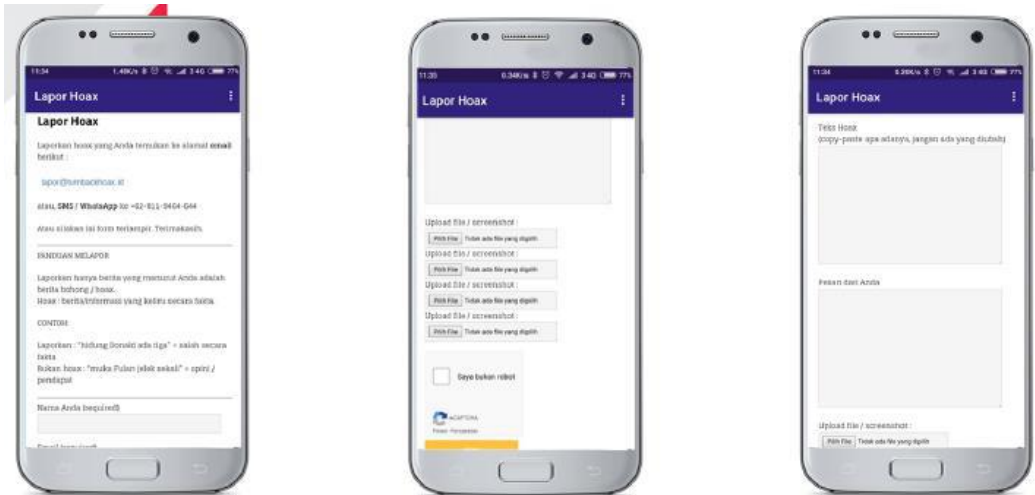 11:34
Lapor Hoax
Lapor Hoax
Laporkan hoax yang Anda temukan ke alamat email
berikut :
lapor@turnbackhoax.id
atau, SMS / WhatsApp ke
Atau silakan isi form terlampir. Terimakasih.
PANDUAN MELAPOR
Laporkan hanya berita yang menurut Anda adalah
berita bohong / hoax.
Hoax : berita/informasi yang keliru secara fakta
CONTOH
Laporkan : "hidung Donald ada tiga" = salah secara
fakta
Bukan hoax : "muka Fulan jelek sekali" = opini /
pendapat
Nama Anda (required)
Email (required)
11:35
Lapor Hoax
Upload file / screenshot :
Pilih File Tidak ada file yang dipilih
Upload file / screenshot :
Pilih File Tidak ada file yang dipilih
Upload file / screenshot :
Pilih File Tidak ada file yang dipilih
Upload file / screenshot :
Pilih File Tidak ada file yang dipilih
Saya bukan robot
reCAPTCHA
11:34
Lapor Hoax
Teks Hoax
(copy-paste apa adanya, jangan ada yang diubah)
Pesan dari Anda
Upload file / screenshot :
Pilih File Tidak ada file yang dipilih